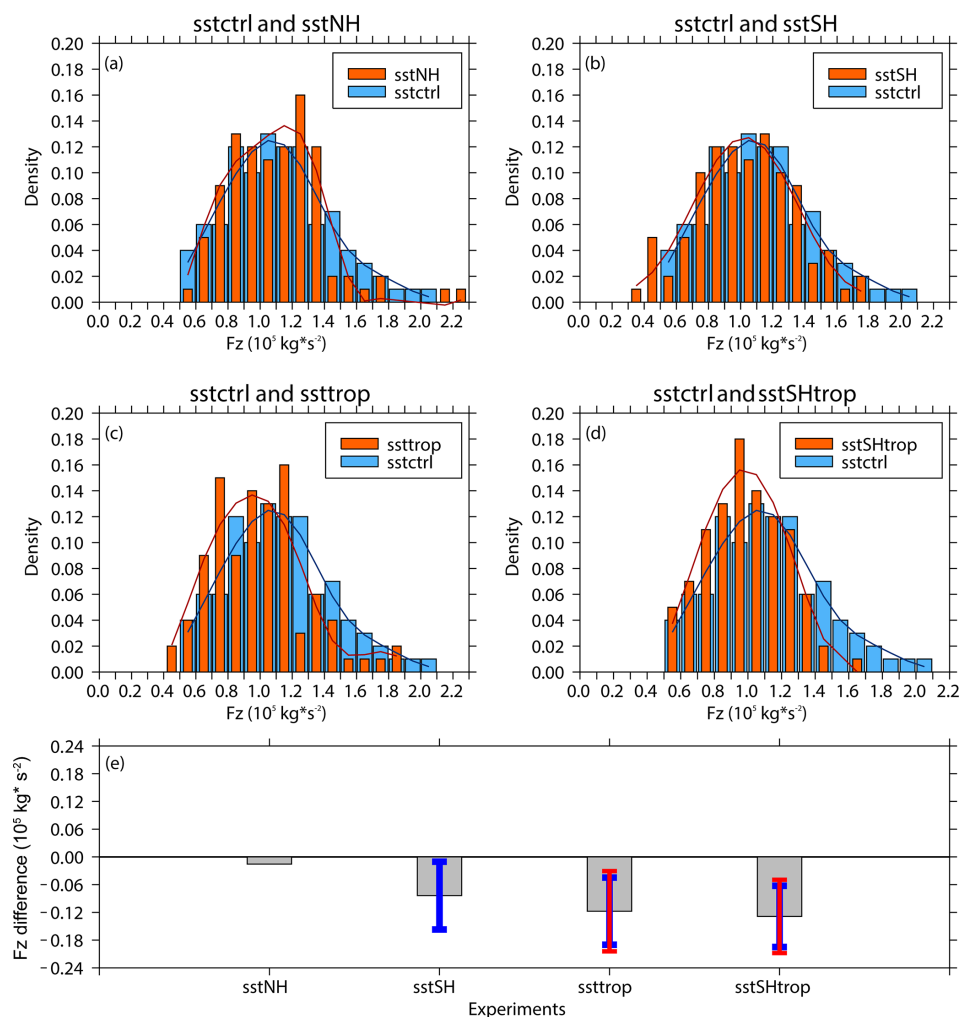 sstctrl and sstNH
sstctrl and sstSH
(a)
sstNH
sstctrl
0.20
0.18
0.16
0.14
0.12
0.10
0.08
0.06
0.04
0.02
0.00
Density
0.0 0.2 0.4 0.6 0.8 1.0 1.2 1.4 1.6 1.8 2.0 2.2
Fz (10⁵ kg*s⁻²)
(b)
sstSH
sstctrl
0.20
0.18
0.16
0.14
0.12
0.10
0.08
0.06
0.04
0.02
0.00
Density
0.0 0.2 0.4 0.6 0.8 1.0 1.2 1.4 1.6 1.8 2.0 2.2
Fz (10⁵ kg*s⁻²)
sstctrl and ssttrop
sstctrl and sstSHtrop
(c)
ssttrop
sstctrl
0.20
0.18
0.16
0.14
0.12
0.10
0.08
0.06
0.04
0.02
0.00
Density
0.0 0.2 0.4 0.6 0.8 1.0 1.2 1.4 1.6 1.8 2.0 2.2
Fz (10⁵ kg*s⁻²)
(d)
sstSHtrop
sstctrl
0.20
0.18
0.16
0.14
0.12
0.10
0.08
0.06
0.04
0.02
0.00
Density
0.0 0.2 0.4 0.6 0.8 1.0 1.2 1.4 1.6 1.8 2.0 2.2
Fz (10⁵ kg*s⁻²)
(e)
0.24
0.18
0.12
0.06
0.00
-0.06
-0.12
-0.18
-0.24
Fz difference (10⁵ kg* s⁻²)
sstNH sstSH ssttrop sstSHtrop
Experiments